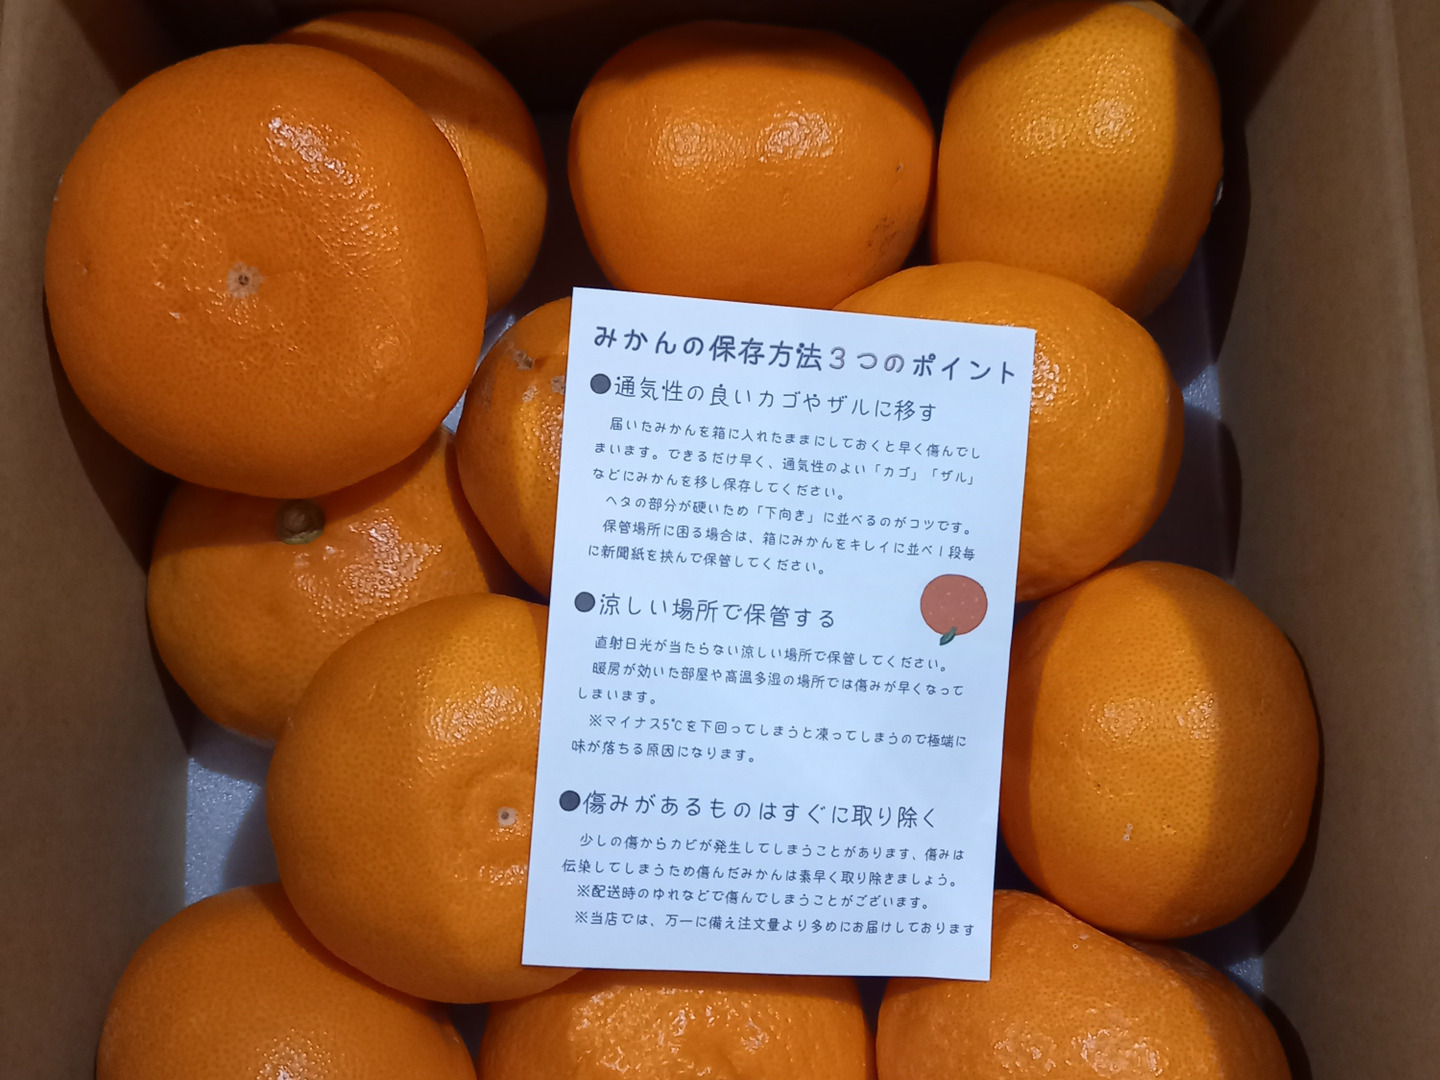 みかんの保存方法３つのポイント
●通気性の良いカゴやザルに移す
届いたみかんを箱に入れたままにしておくと早く傷んでし
まいます。できるだけ早く、通気性のよい「カゴ」「ザル」
などにみかんを移し保存してください。
ヘタの部分が硬いため「下向き」に並べるのがコツです。
保管場所に困る場合は、箱にみかんをキレイに並べ１段毎
に新聞紙を挟んで保管してください。
●涼しい場所で保管する
直射日光が当たらない涼しい場所で保管してください。
暖房が効いた部屋や高温多湿の場所では傷みが早くなって
しまいます。
※マイナス5℃を下回ってしまうと凍ってしまうので極端に
味が落ちる原因になります。
●傷みがあるものはすぐに取り除く
少しの傷からカビが発生してしまうことがあります、傷みは
伝染してしまうため傷んだみかんは素早く取り除きましょう。
※配送時のゆれなどで傷んでしまうことがございます。
※当店では、万一に備え注文量より多めにお届けしております